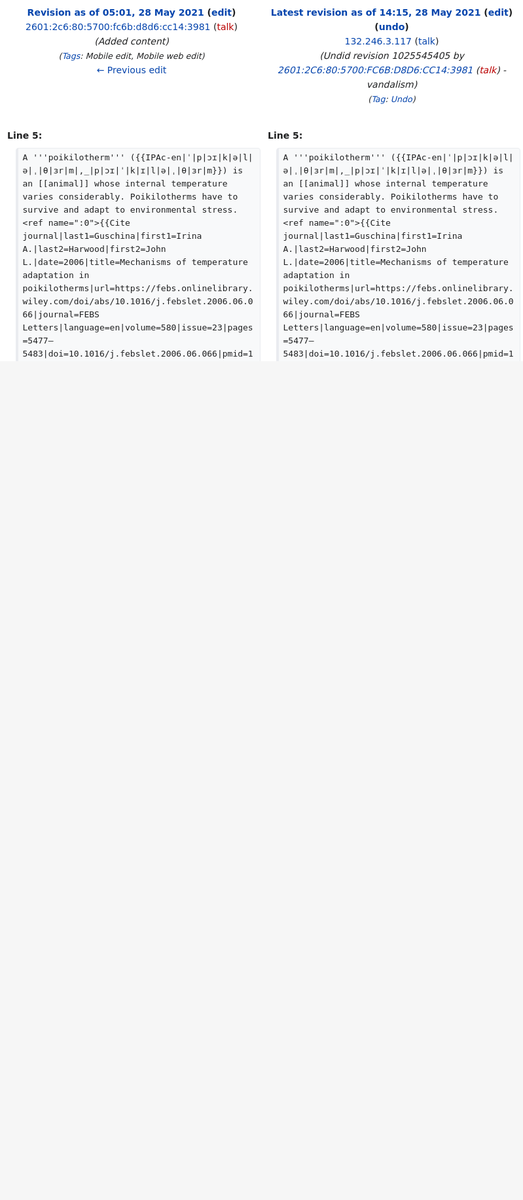 Revision as of 05:01, 28 May 2021 (edit)
2601:2c6:80:5700:fc6b:d8d6:cc14:3981 (talk)
(Added content)
(Tags: Mobile edit, Mobile web edit)
← Previous edit
Latest revision as of 14:15, 28 May 2021 (edit)
(undo)
132.246.3.117 (talk)
(Undid revision 1025545405 by
2601:2C6:80:5700:FC6B:D8D6:CC14:3981 (talk) -
vandalism)
(Tag: Undo)
Line 5:
A '''poikilotherm''' ({{IPAc-en|ˈ|p|ɔɪ|k|ə|l|
ə|ˌ|θ|ɜr|m|,_|p|ɔɪ|ˈ|k|ɪ|l|ə|ˌ|θ|ɜr|m}}) is
an [[animal]] whose internal temperature
varies considerably. Poikilotherms have to
survive and adapt to environmental stress.
<ref name=":0">{{Cite
journal|last1=Guschina|first1=Irina
A.|last2=Harwood|first2=John
L.|date=2006|title=Mechanisms of temperature
adaptation in
poikilotherms|url=https://febs.onlinelibrary.
wiley.com/doi/abs/10.1016/j.febslet.2006.06.0
66|journal=FEBS
Letters|language=en|volume=580|issue=23|pages
=5477–
5483|doi=10.1016/j.febslet.2006.06.066|pmid=1
Line 5:
A '''poikilotherm''' ({{IPAc-en|ˈ|p|ɔɪ|k|ə|l|
ə|ˌ|θ|ɜr|m|,_|p|ɔɪ|ˈ|k|ɪ|l|ə|ˌ|θ|ɜr|m}}) is
an [[animal]] whose internal temperature
varies considerably. Poikilotherms have to
survive and adapt to environmental stress.
<ref name=":0">{{Cite
journal|last1=Guschina|first1=Irina
A.|last2=Harwood|first2=John
L.|date=2006|title=Mechanisms of temperature
adaptation in
poikilotherms|url=https://febs.onlinelibrary.
wiley.com/doi/abs/10.1016/j.febslet.2006.06.0
66|journal=FEBS
Letters|language=en|volume=580|issue=23|pages
=5477–
5483|doi=10.1016/j.febslet.2006.06.066|pmid=1